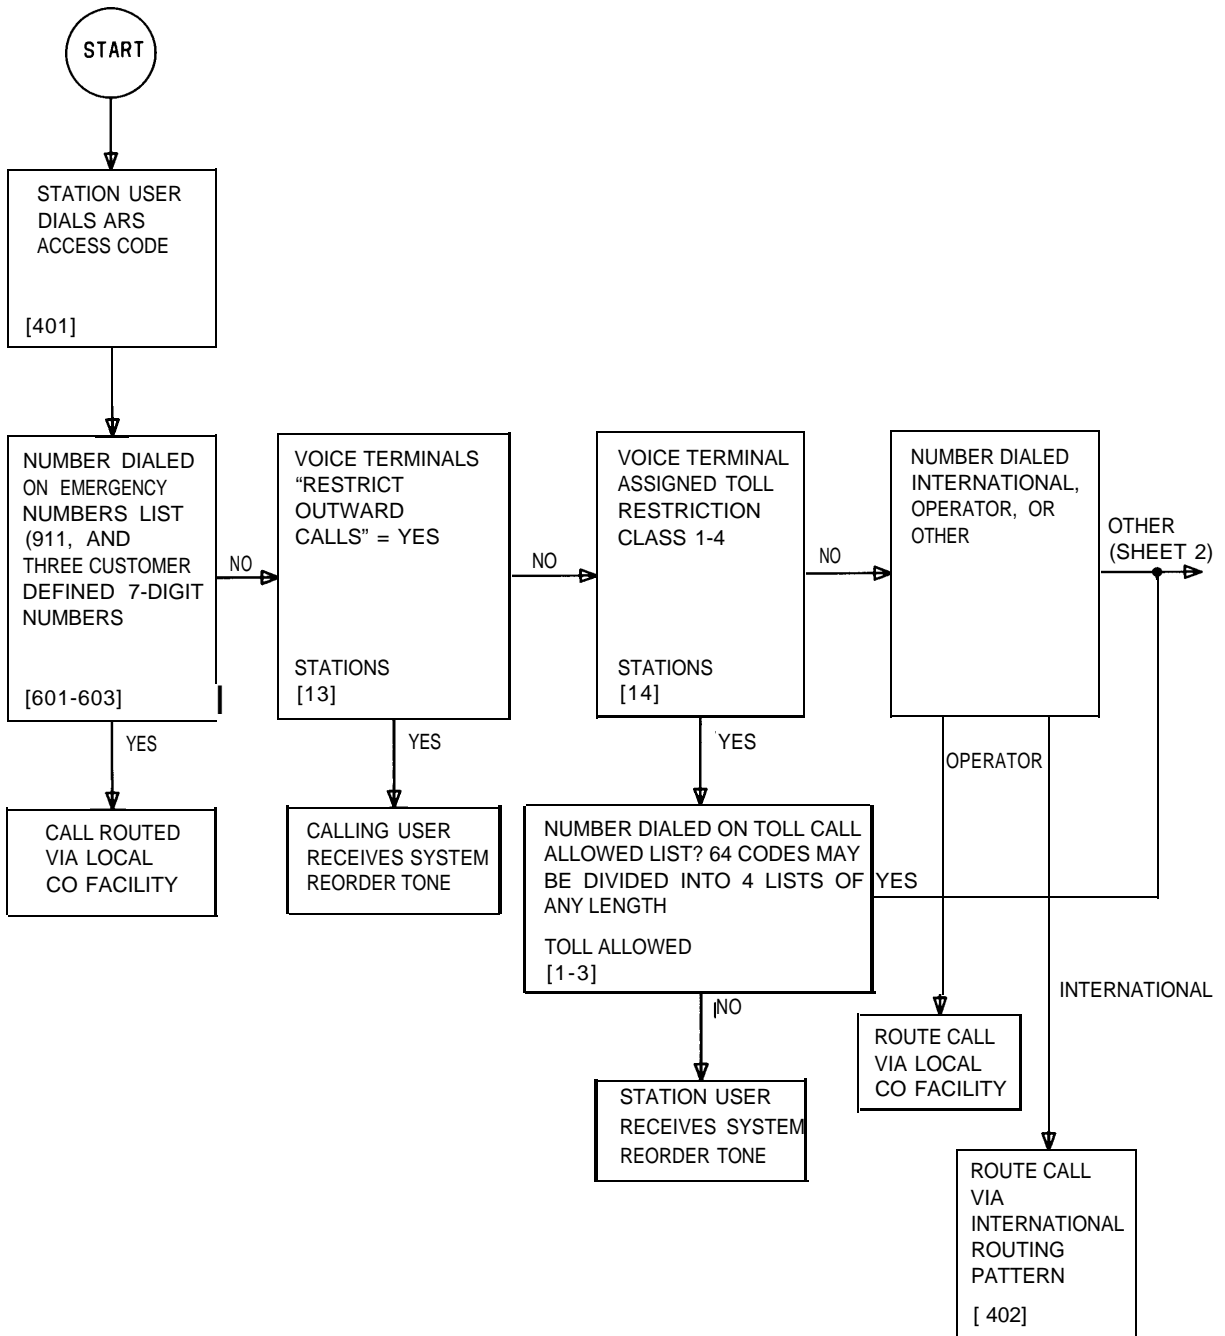 START
STATION USER
DIALS ARS
ACCESS CODE
[401]
NUMBER DIALED
ON EMERGENCY
NUMBERS LIST
(911, AND
THREE CUSTOMER
DEFINED 7-DIGIT
NUMBERS
[601-603]
NO
YES
CALL ROUTED
VIA LOCAL
CO FACILITY
VOICE TERMINALS
“RESTRICT
OUTWARD
CALLS” = YES
STATIONS
[13]
NO
YES
CALLING USER
RECEIVES SYSTEM
REORDER TONE
VOICE TERMINAL
ASSIGNED TOLL
RESTRICTION
CLASS 1-4
STATIONS
[14]
NO
YES
NUMBER DIALED ON TOLL CALL
ALLOWED LIST? 64 CODES MAY
BE DIVIDED INTO 4 LISTS OF
ANY LENGTH
TOLL ALLOWED
[1-3]
YES
NO
STATION USER
RECEIVES SYSTEM
REORDER TONE
NUMBER DIALED
INTERNATIONAL,
OPERATOR, OR
OTHER
OTHER
(SHEET 2)
OPERATOR
INTERNATIONAL
ROUTE CALL
VIA LOCAL
CO FACILITY
ROUTE CALL
VIA
INTERNATIONAL
ROUTING
PATTERN
[ 402]